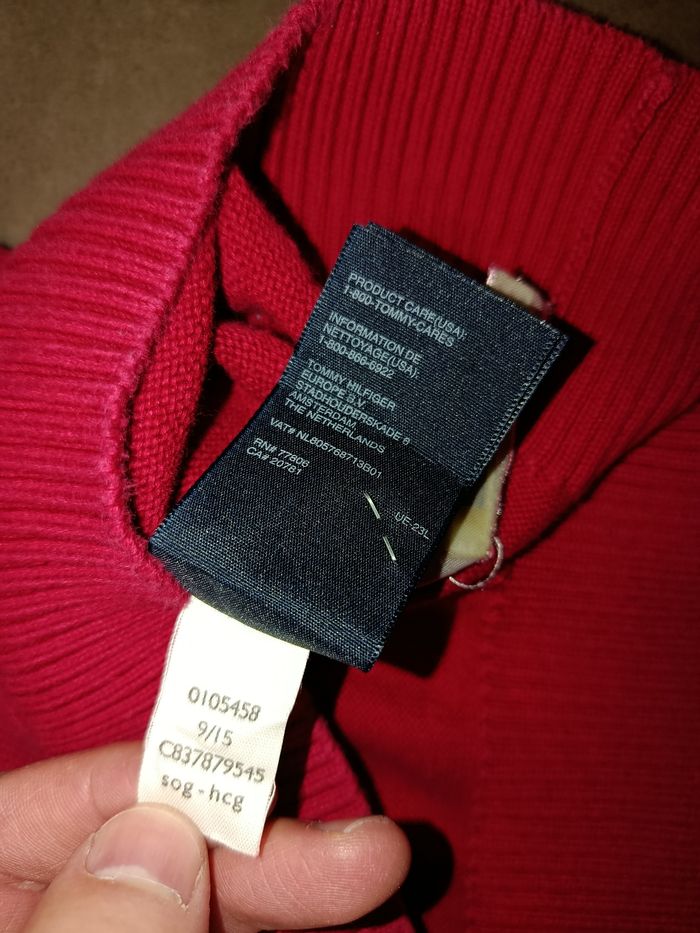 PRODUCT CARE(USA):
1-800-TOMMY-CARES
INFORMATION DE
NETTOYAGE(USA):
1-800-866-6922
TOMMY HILFIGER
EUROPE B.V.
STADHOUDERSKADE 6
AMSTERDAM,
THE NETHERLANDS
VAT# NL805768713B01
RN# 77806
CA# 20781
UE 23L
0105458
9/15
C837879545
sog-hcg